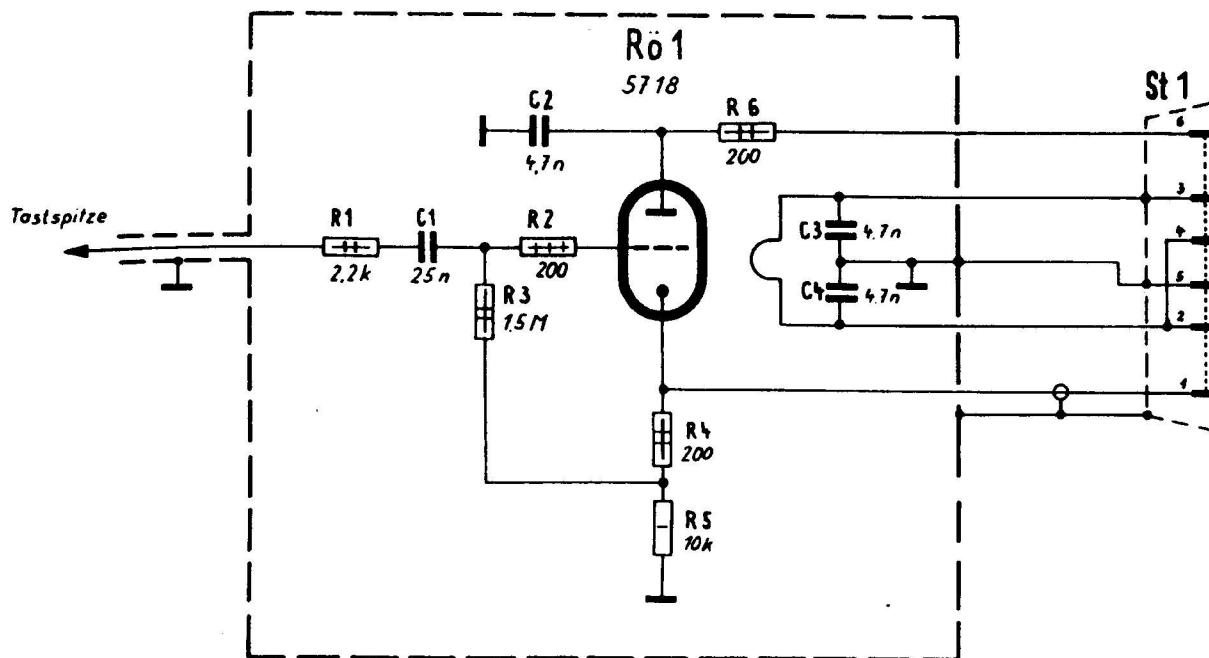 Rö 1
5718
St 1
C2
4,7n
R 6
200
6
3
4
5
2
1
Tastspitze
R1
2,2k
C1
25n
R2
200
R3
1,5M
C3
4,7n
C4
4,7n
R4
200
R5
10k